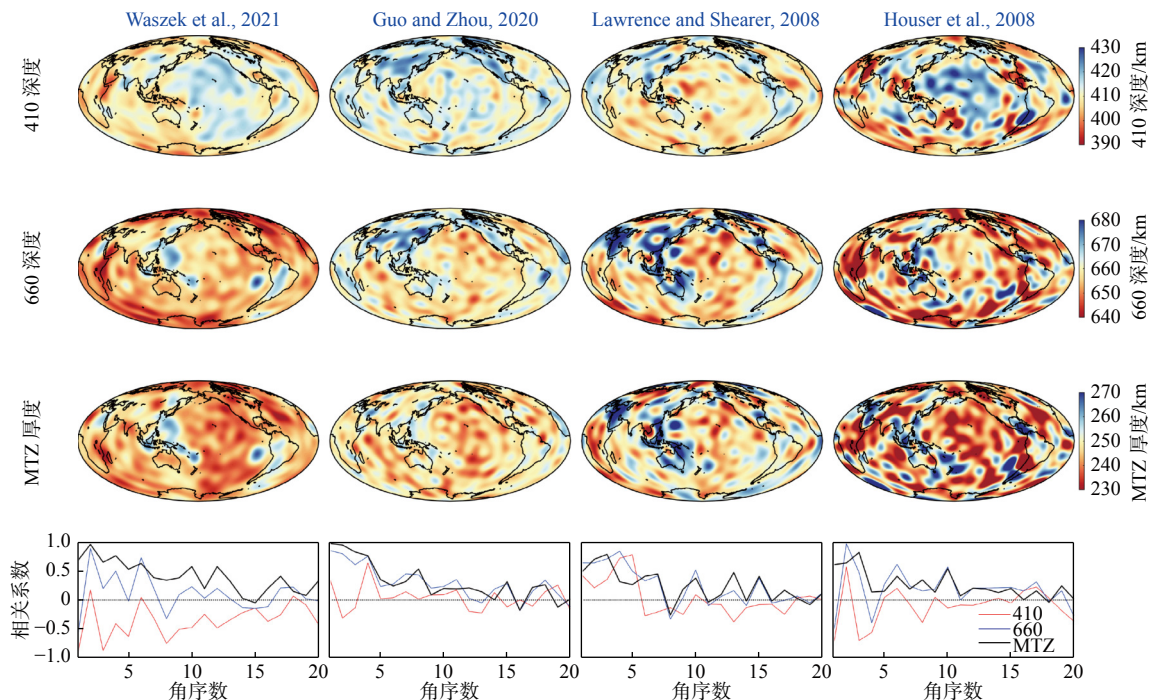 Waszek et al., 2021
Guo and Zhou, 2020
Lawrence and Shearer, 2008
Houser et al., 2008
410 深度
430
420
410
400
390
410 深度/km
660 深度
680
670
660
650
640
660 深度/km
MTZ 厚度
270
260
250
240
230
MTZ 厚度/km
相关系数
1.0
0.5
0
−0.5
−1.0
410
660
MTZ
5 10 15 20
5 10 15 20
5 10 15 20
5 10 15 20
角序数
角序数
角序数
角序数